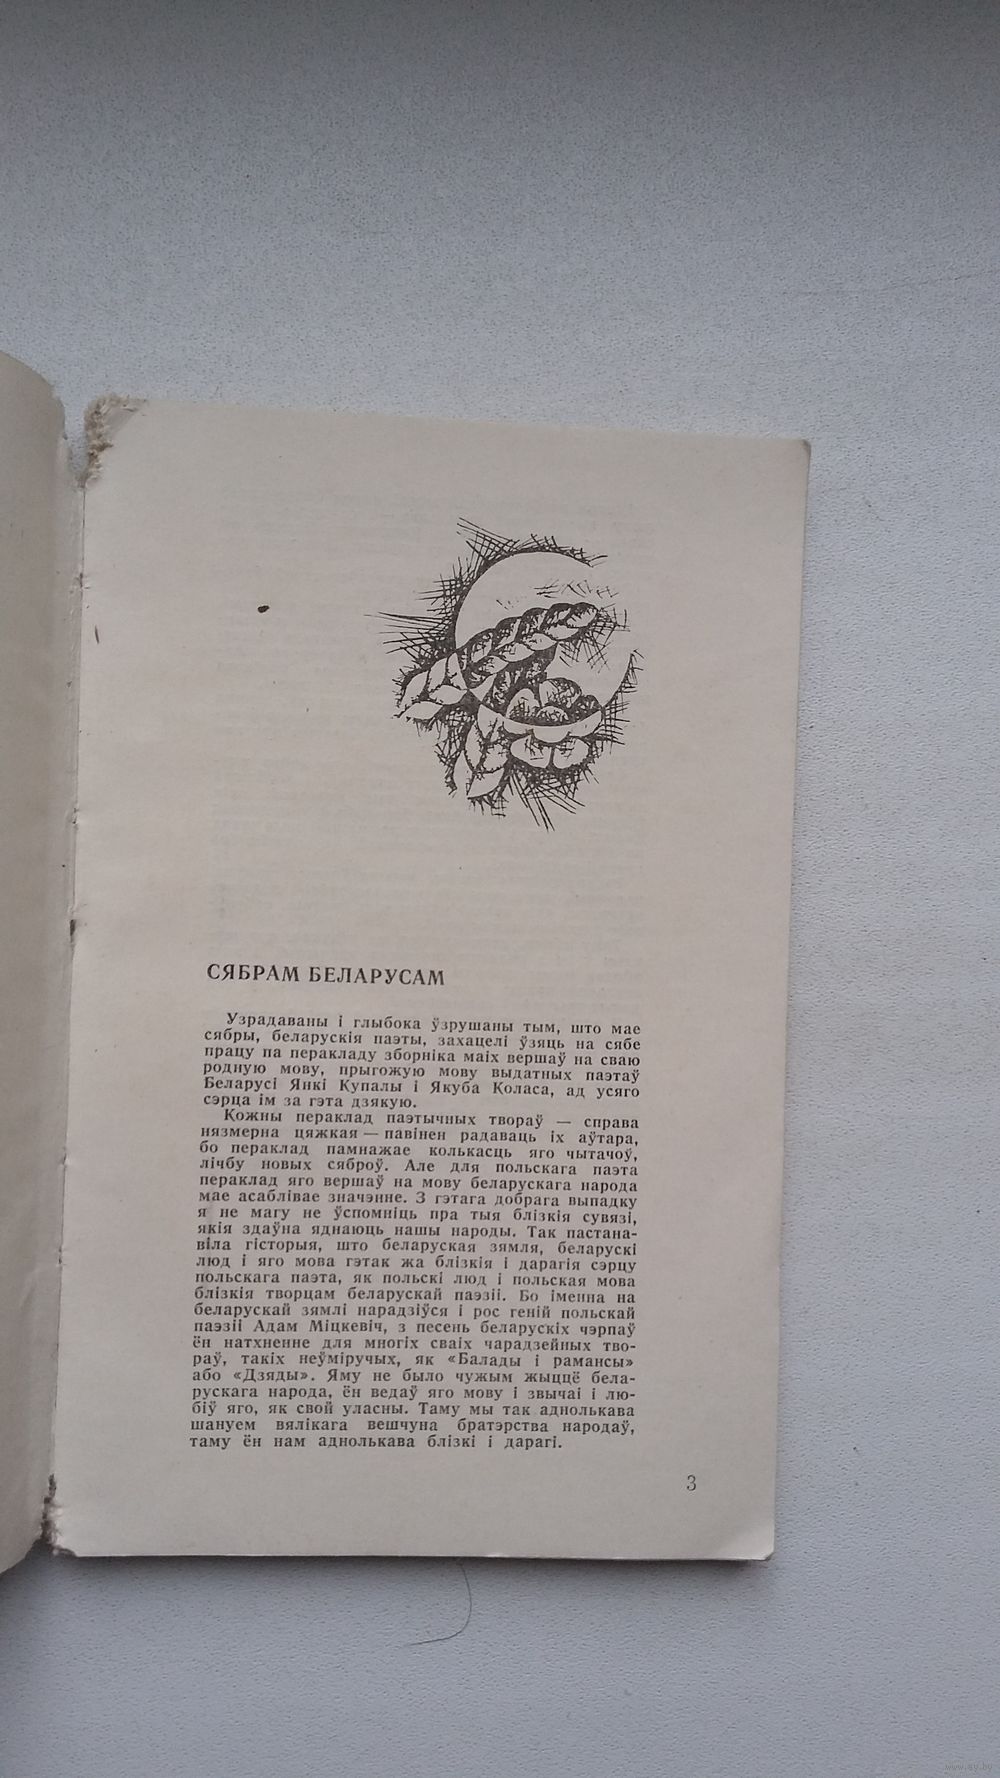 СЯБРАМ БЕЛАРУСАМ
Узрадаваны і глыбока ўзрушаны тым, што мае
сябры, беларускія паэты, захацелі ўзяць на сябе
працу па перакладу зборніка маіх вершаў на сваю
родную мову, прыгожую мову выдатных паэтаў
Беларусі Янкі Купалы і Якуба Коласа, ад усяго
сэрца ім за гэта дзякую.
Кожны пераклад паэтычных твораў — справа
нязмерна цяжкая — павінен радаваць іх аўтара,
бо пераклад памнажае колькасць яго чытачоў,
лічбу новых сяброў. Але для польскага паэта
пераклад яго вершаў на мову беларускага народа
мае асаблівае значэнне. З гэтага добрага выпадку
я не магу не ўспомніць пра тыя блізкія сувязі,
якія здаўна яднаюць нашы народы. Так пастана-
віла гісторыя, што беларуская зямля, беларускі
люд і яго мова гэтак жа блізкія і дарагія сэрцу
польскага паэта, як польскі люд і польская мова
блізкія творцам беларускай паэзіі. Бо іменна на
беларускай зямлі нарадзіўся і рос геній польскай
паэзіі Адам Міцкевіч, з песень беларускіх чэрпаў
ён натхненне для многіх сваіх чарадзейных тво-
раў, такіх неўміручых, як «Балады і рамансы»
або «Дзяды». Яму не было чужым жыццё бела-
рускага народа, ён ведаў яго мову і звычаі і лю-
біў яго, як свой уласны. Таму мы так аднолькава
шануем вялікага вешчуна братэрства народаў,
таму ён нам аднолькава блізкі і дарагі.
3
www.ay.by